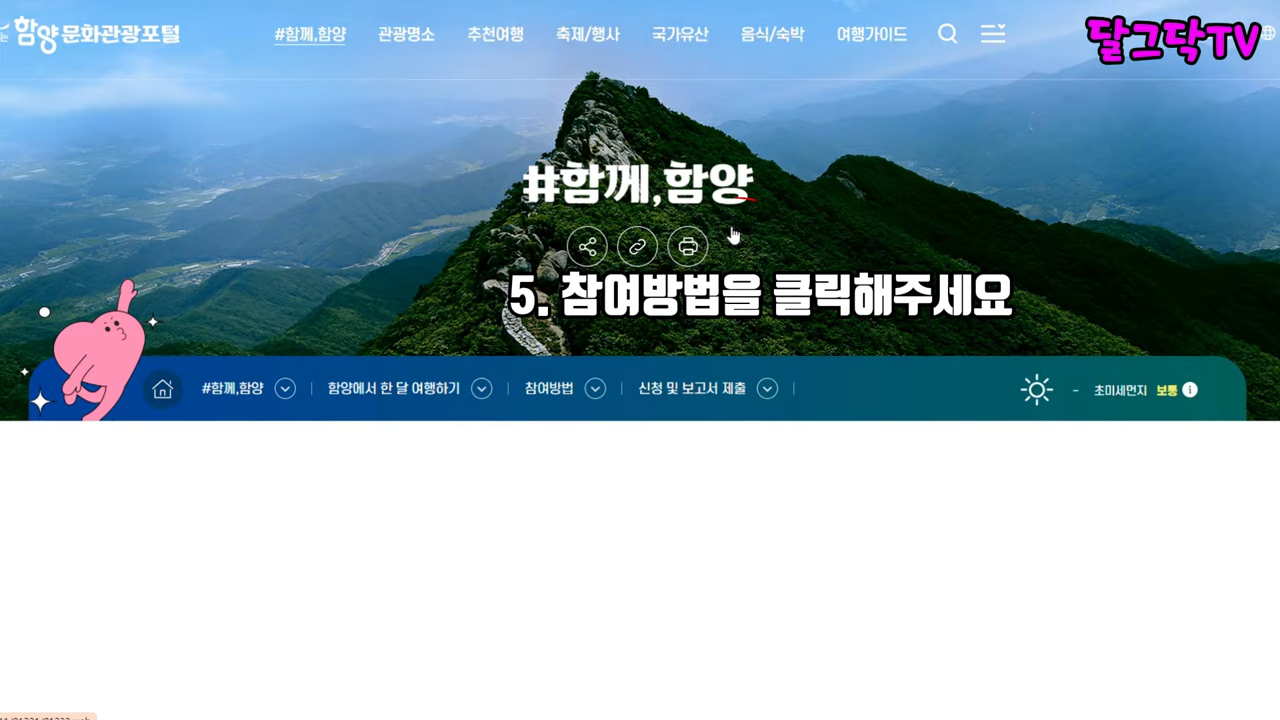 함양 문화관광포털
#함께,함양 관광명소 추천여행 축제/행사 국가유산 음식/숙박 여행가이드
달그닥TV
#함께,함양
5. 참여방법을 클릭해주세요
#함께,함양 함양에서 한 달 여행하기 참여방법 신청 및 보고서 제출
- 초미세먼지 보통